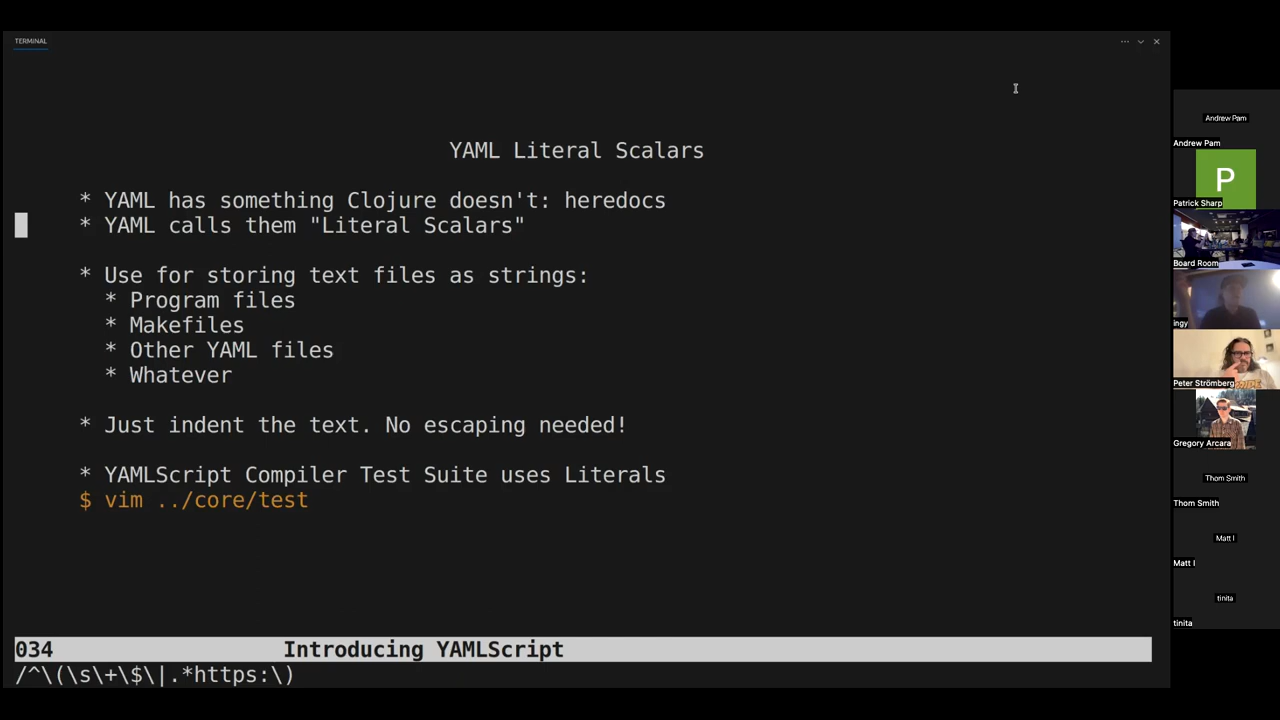 TERMINAL
YAML Literal Scalars
* YAML has something Clojure doesn't: heredocs
* YAML calls them "Literal Scalars"
* Use for storing text files as strings:
* Program files
* Makefiles
* Other YAML files
* Whatever
* Just indent the text. No escaping needed!
* YAMLScript Compiler Test Suite uses Literals
$ vim ../core/test
034 Introducing YAMLScript
/^\(\s\+\$\|.*https:\)
Andrew Pam
Andrew Pam
P
Patrick Sharp
Board Room
ingy
Peter Strömberg
Gregory Arcara
Thom Smith
Thom Smith
Matt I
Matt I
tinita
tinita